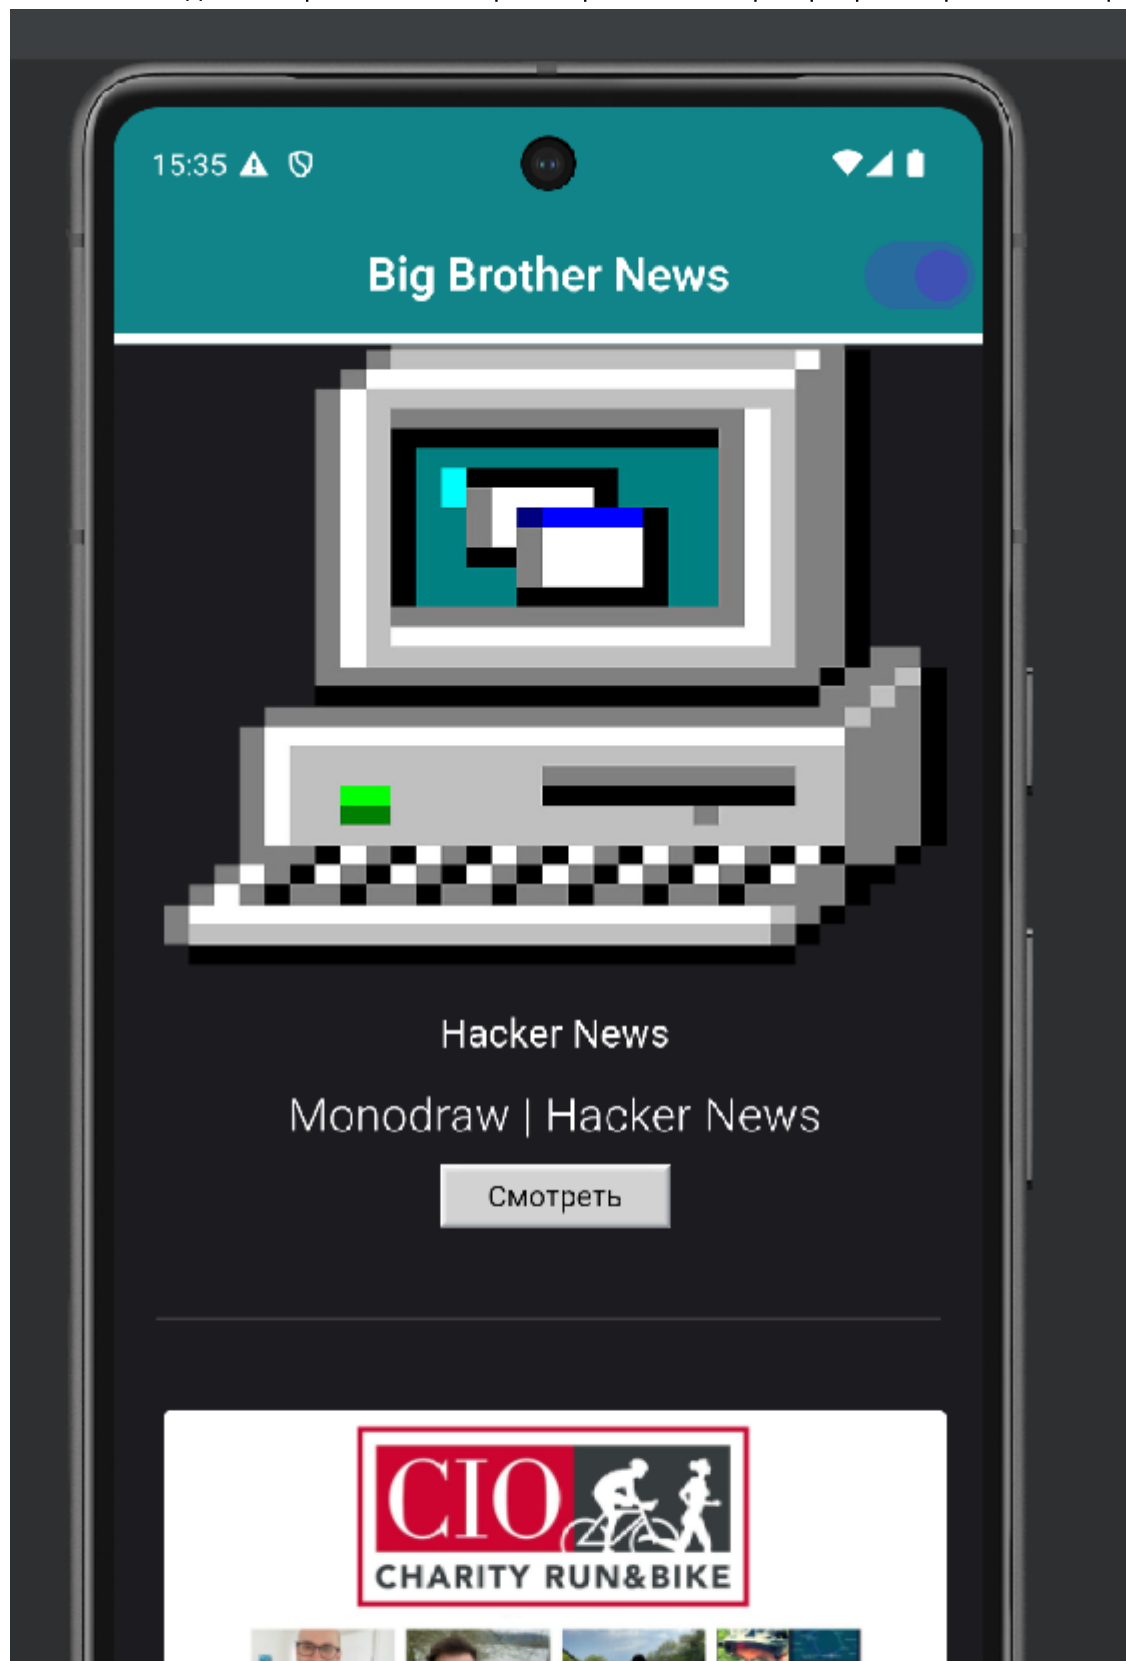 15:35
Big Brother News
Hacker News
Monodraw | Hacker News
Смотреть
CIO
CHARITY RUN&BIKE